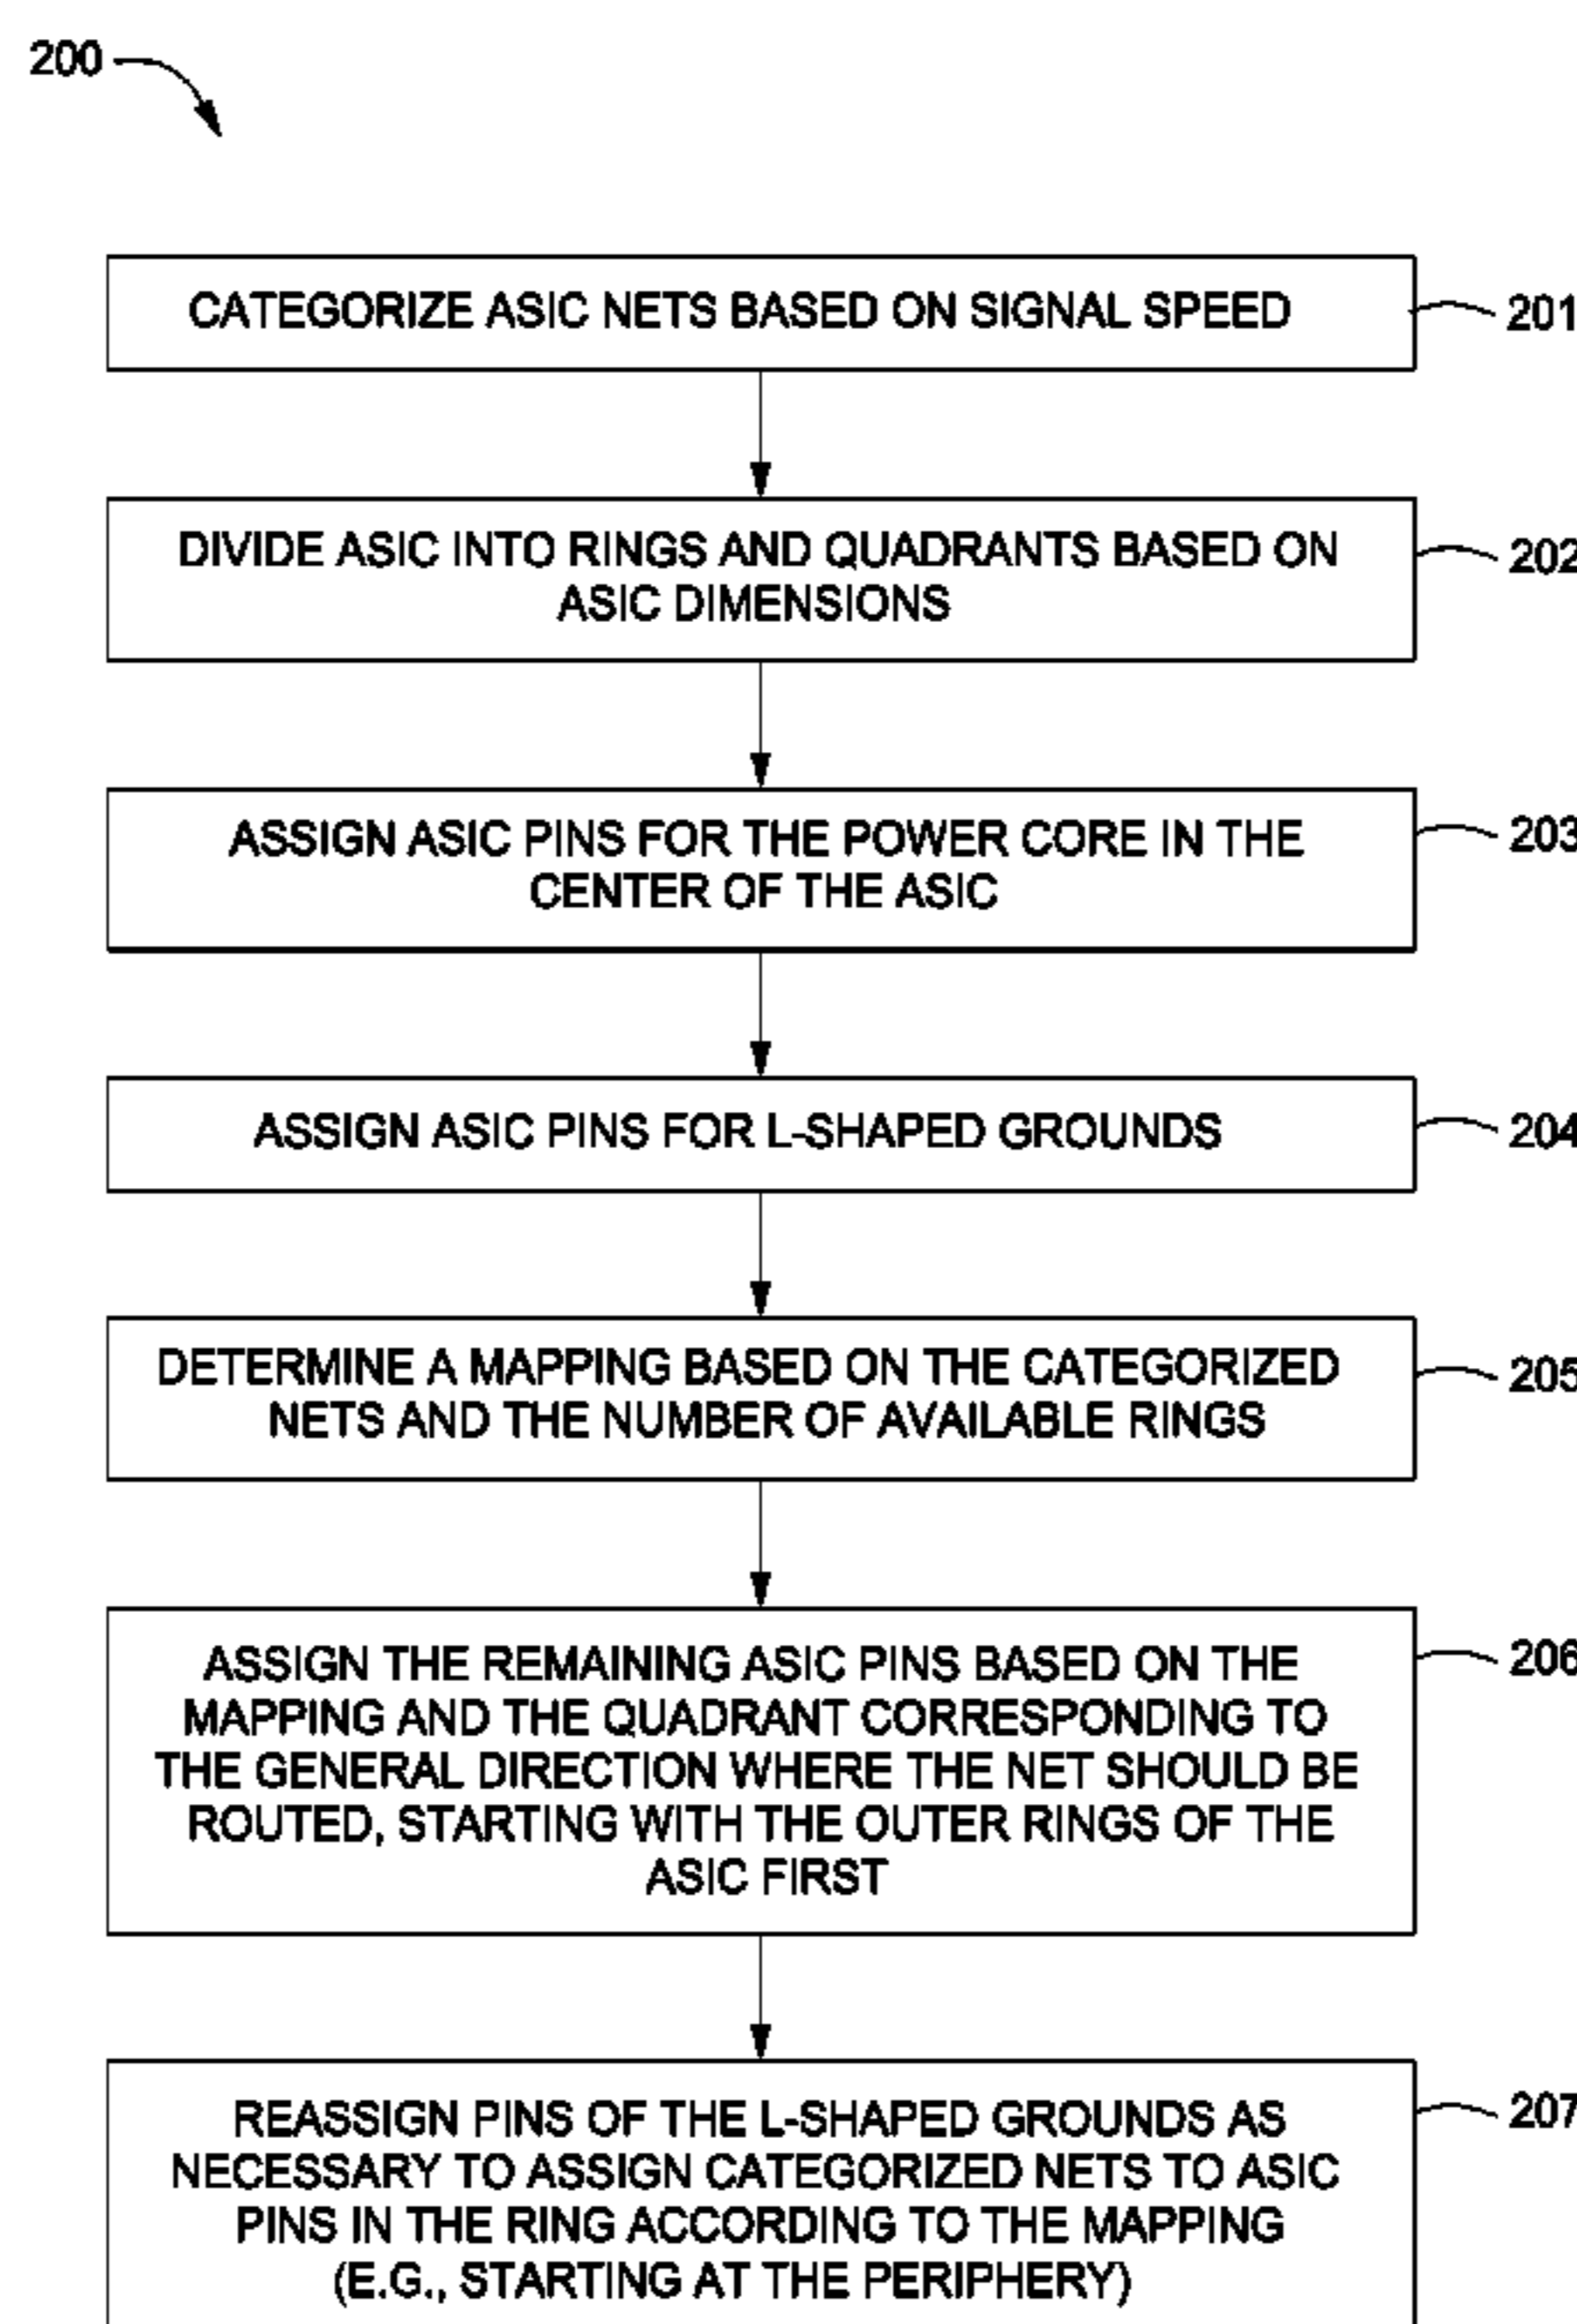 200
CATEGORIZE ASIC NETS BASED ON SIGNAL SPEED
201
DIVIDE ASIC INTO RINGS AND QUADRANTS BASED ON
ASIC DIMENSIONS
202
ASSIGN ASIC PINS FOR THE POWER CORE IN THE
CENTER OF THE ASIC
203
ASSIGN ASIC PINS FOR L-SHAPED GROUNDS
204
DETERMINE A MAPPING BASED ON THE CATEGORIZED
NETS AND THE NUMBER OF AVAILABLE RINGS
205
ASSIGN THE REMAINING ASIC PINS BASED ON THE
MAPPING AND THE QUADRANT CORRESPONDING TO
THE GENERAL DIRECTION WHERE THE NET SHOULD BE
ROUTED, STARTING WITH THE OUTER RINGS OF THE
ASIC FIRST
206
REASSIGN PINS OF THE L-SHAPED GROUNDS AS
NECESSARY TO ASSIGN CATEGORIZED NETS TO ASIC
PINS IN THE RING ACCORDING TO THE MAPPING
(E.G., STARTING AT THE PERIPHERY)
207